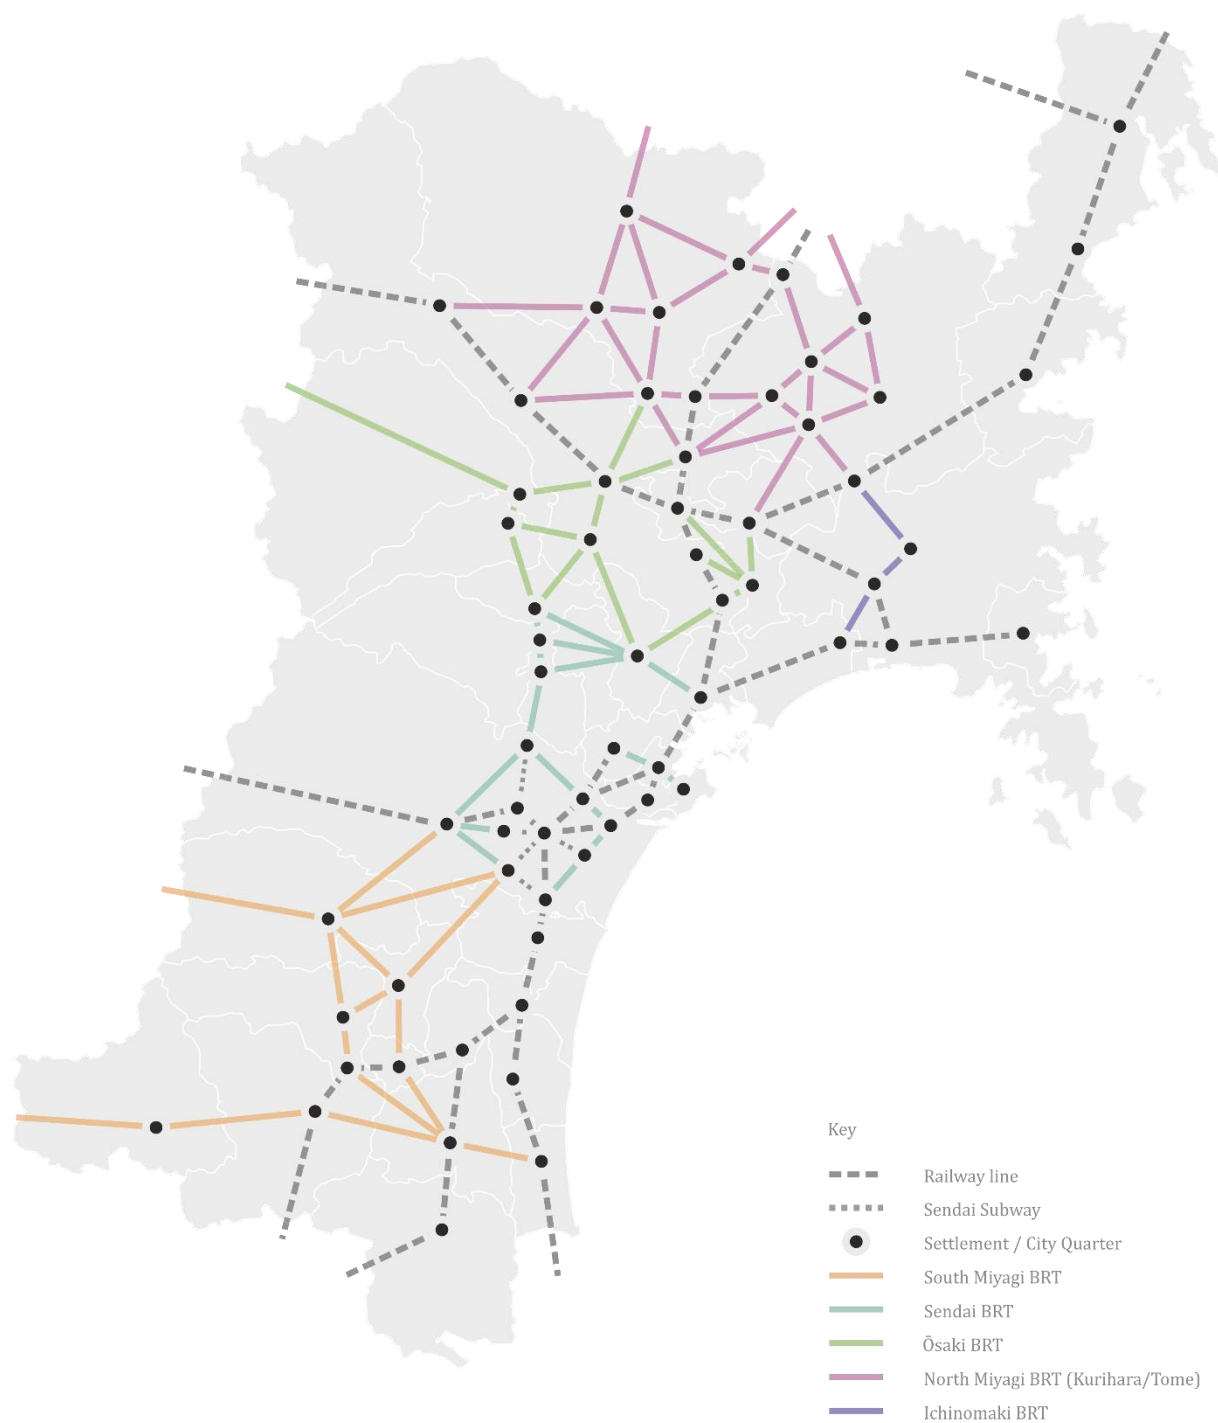 Key
Railway line
Sendai Subway
Settlement / City Quarter
South Miyagi BRT
Sendai BRT
Ōsaki BRT
North Miyagi BRT (Kurihara/Tome)
Ichinomaki BRT